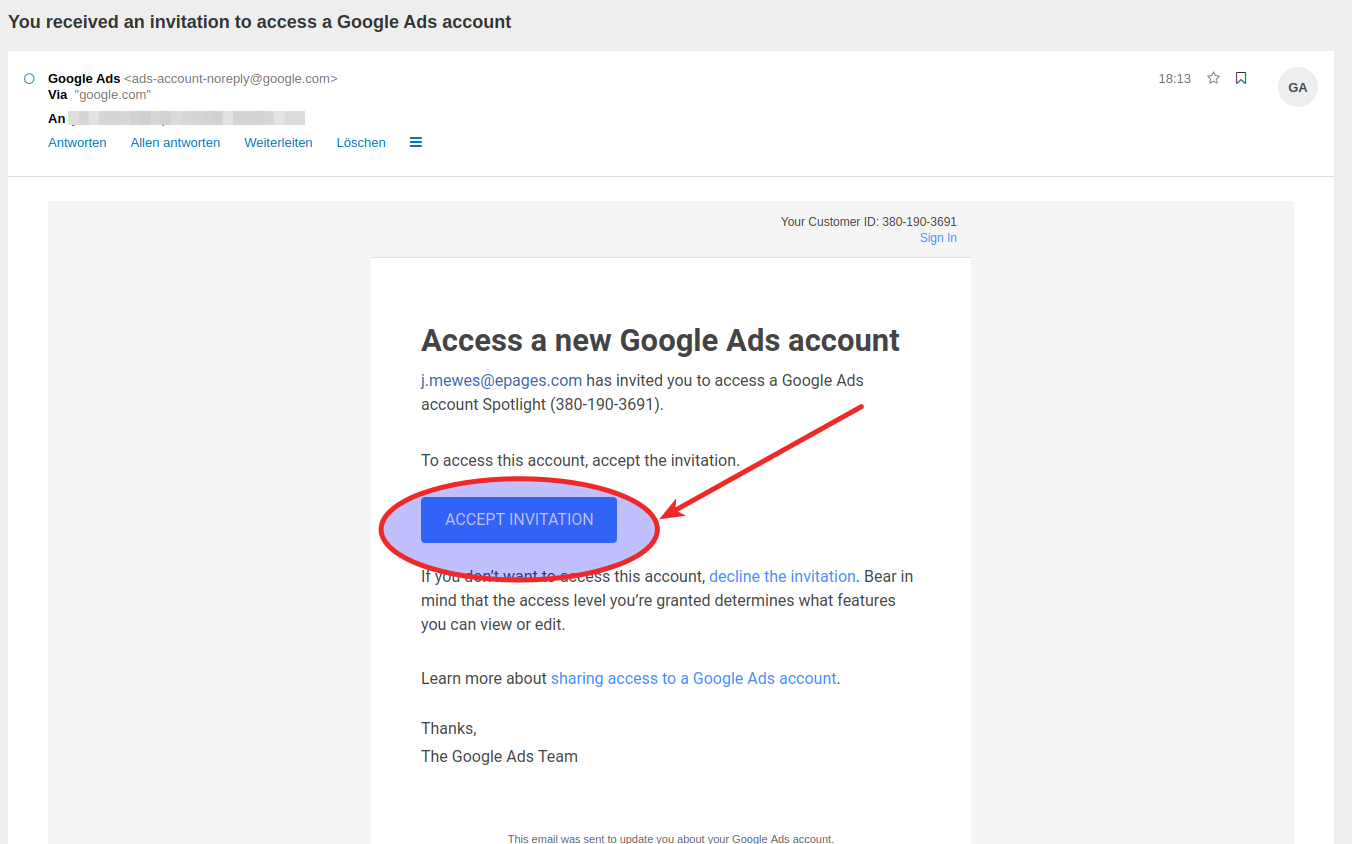 You received an invitation to access a Google Ads account
Google Ads <ads-account-noreply@google.com>
18:13
GA
Via "google.com"
An
Antworten Allen antworten Weiterleiten Löschen
Your Customer ID: 380-190-3691
Sign In
Access a new Google Ads account
j.mewes@epages.com has invited you to access a Google Ads
account Spotlight (380-190-3691).
To access this account, accept the invitation.
ACCEPT INVITATION
If you don’t want to access this account, decline the invitation. Bear in
mind that the access level you’re granted determines what features
you can view or edit.
Learn more about sharing access to a Google Ads account.
Thanks,
The Google Ads Team
This email was sent to update you about your Google Ads account.